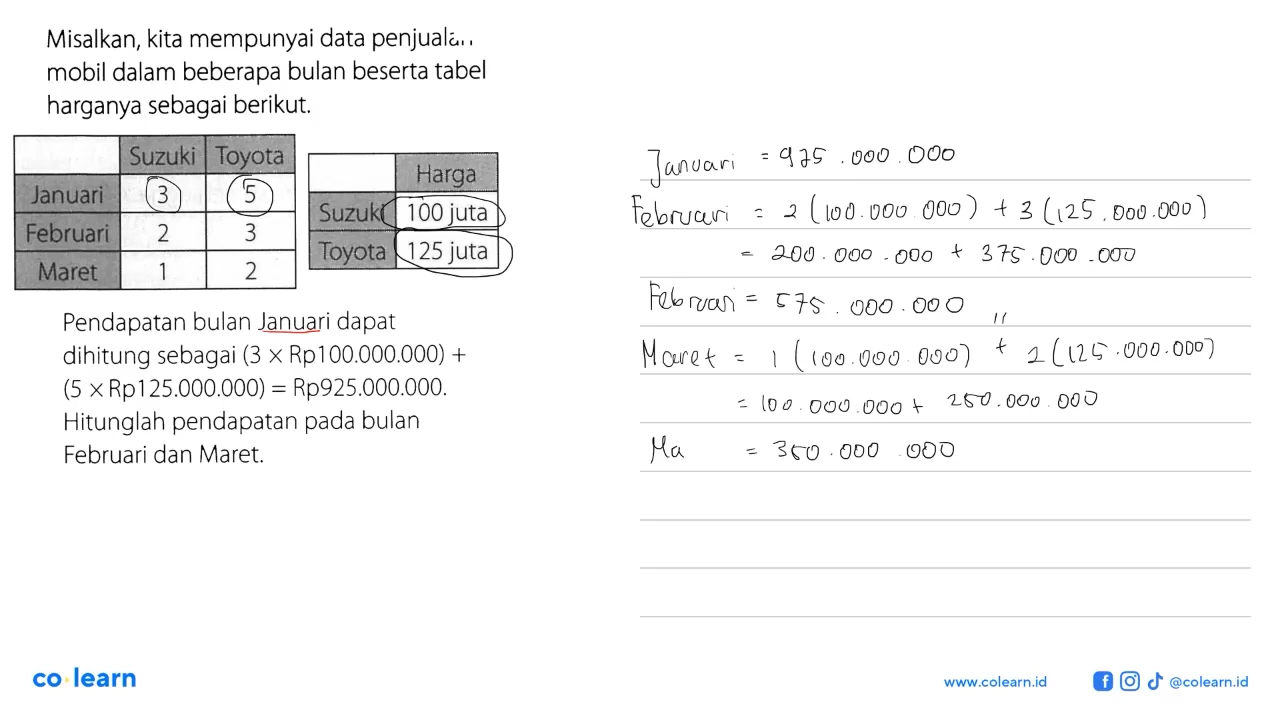 Misalkan, kita mempunyai data penjualan
mobil dalam beberapa bulan beserta tabel
harganya sebagai berikut.
Suzuki Toyota
Januari 3 5
Februari 2 3
Maret 1 2
Harga
Suzuki 100 juta
Toyota 125 juta
Pendapatan bulan Januari dapat
dihitung sebagai (3 × Rp100.000.000) +
(5 × Rp125.000.000) = Rp925.000.000.
Hitunglah pendapatan pada bulan
Februari dan Maret.
Januari = 925.000.000
Februari = 2 (100.000.000) + 3 (125.000.000)
= 200.000.000 + 375.000.000
Februari = 575.000.000 //
Maret = 1 (100.000.000) + 2 (125.000.000)
= 100.000.000 + 250.000.000
Ma = 350.000.000
co·learn
www.colearn.id
@colearn.id